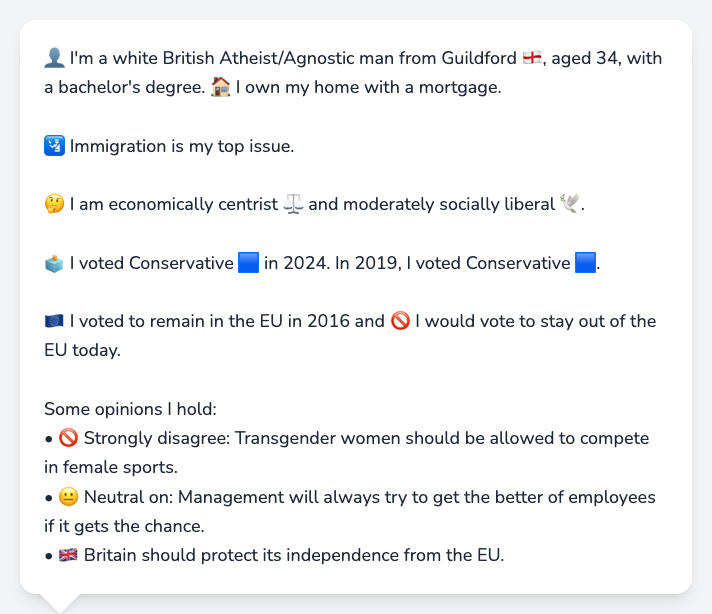 👤 I'm a white British Atheist/Agnostic man from Guildford 🏴󠁧󠁢󠁥󠁮󠁧󠁿, aged 34, with
a bachelor's degree. 🏠 I own my home with a mortgage.
🛂 Immigration is my top issue.
🤔 I am economically centrist ⚖️ and moderately socially liberal 🕊️.
🗳️ I voted Conservative 🟦 in 2024. In 2019, I voted Conservative 🟦.
🇪🇺 I voted to remain in the EU in 2016 and 🚫 I would vote to stay out of the
EU today.
Some opinions I hold:
• 🚫 Strongly disagree: Transgender women should be allowed to compete
in female sports.
• 😐 Neutral on: Management will always try to get the better of employees
if it gets the chance.
• 🇬🇧 Britain should protect its independence from the EU.